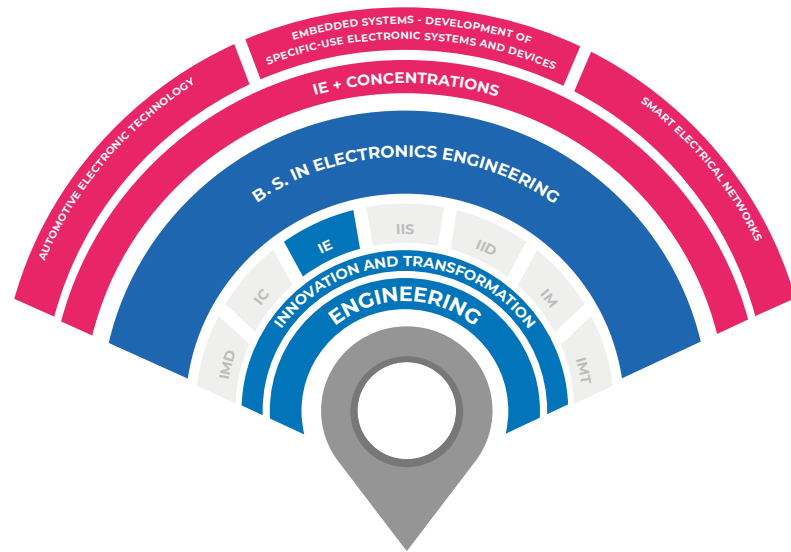 EMBEDDED SYSTEMS - DEVELOPMENT OF
SPECIFIC-USE ELECTRONIC SYSTEMS AND DEVICES
AUTOMOTIVE ELECTRONIC TECHNOLOGY
SMART ELECTRICAL NETWORKS
IE + CONCENTRATIONS
B. S. IN ELECTRONICS ENGINEERING
IMD
IC
IE
IIS
IID
IM
IMT
INNOVATION AND TRANSFORMATION
ENGINEERING